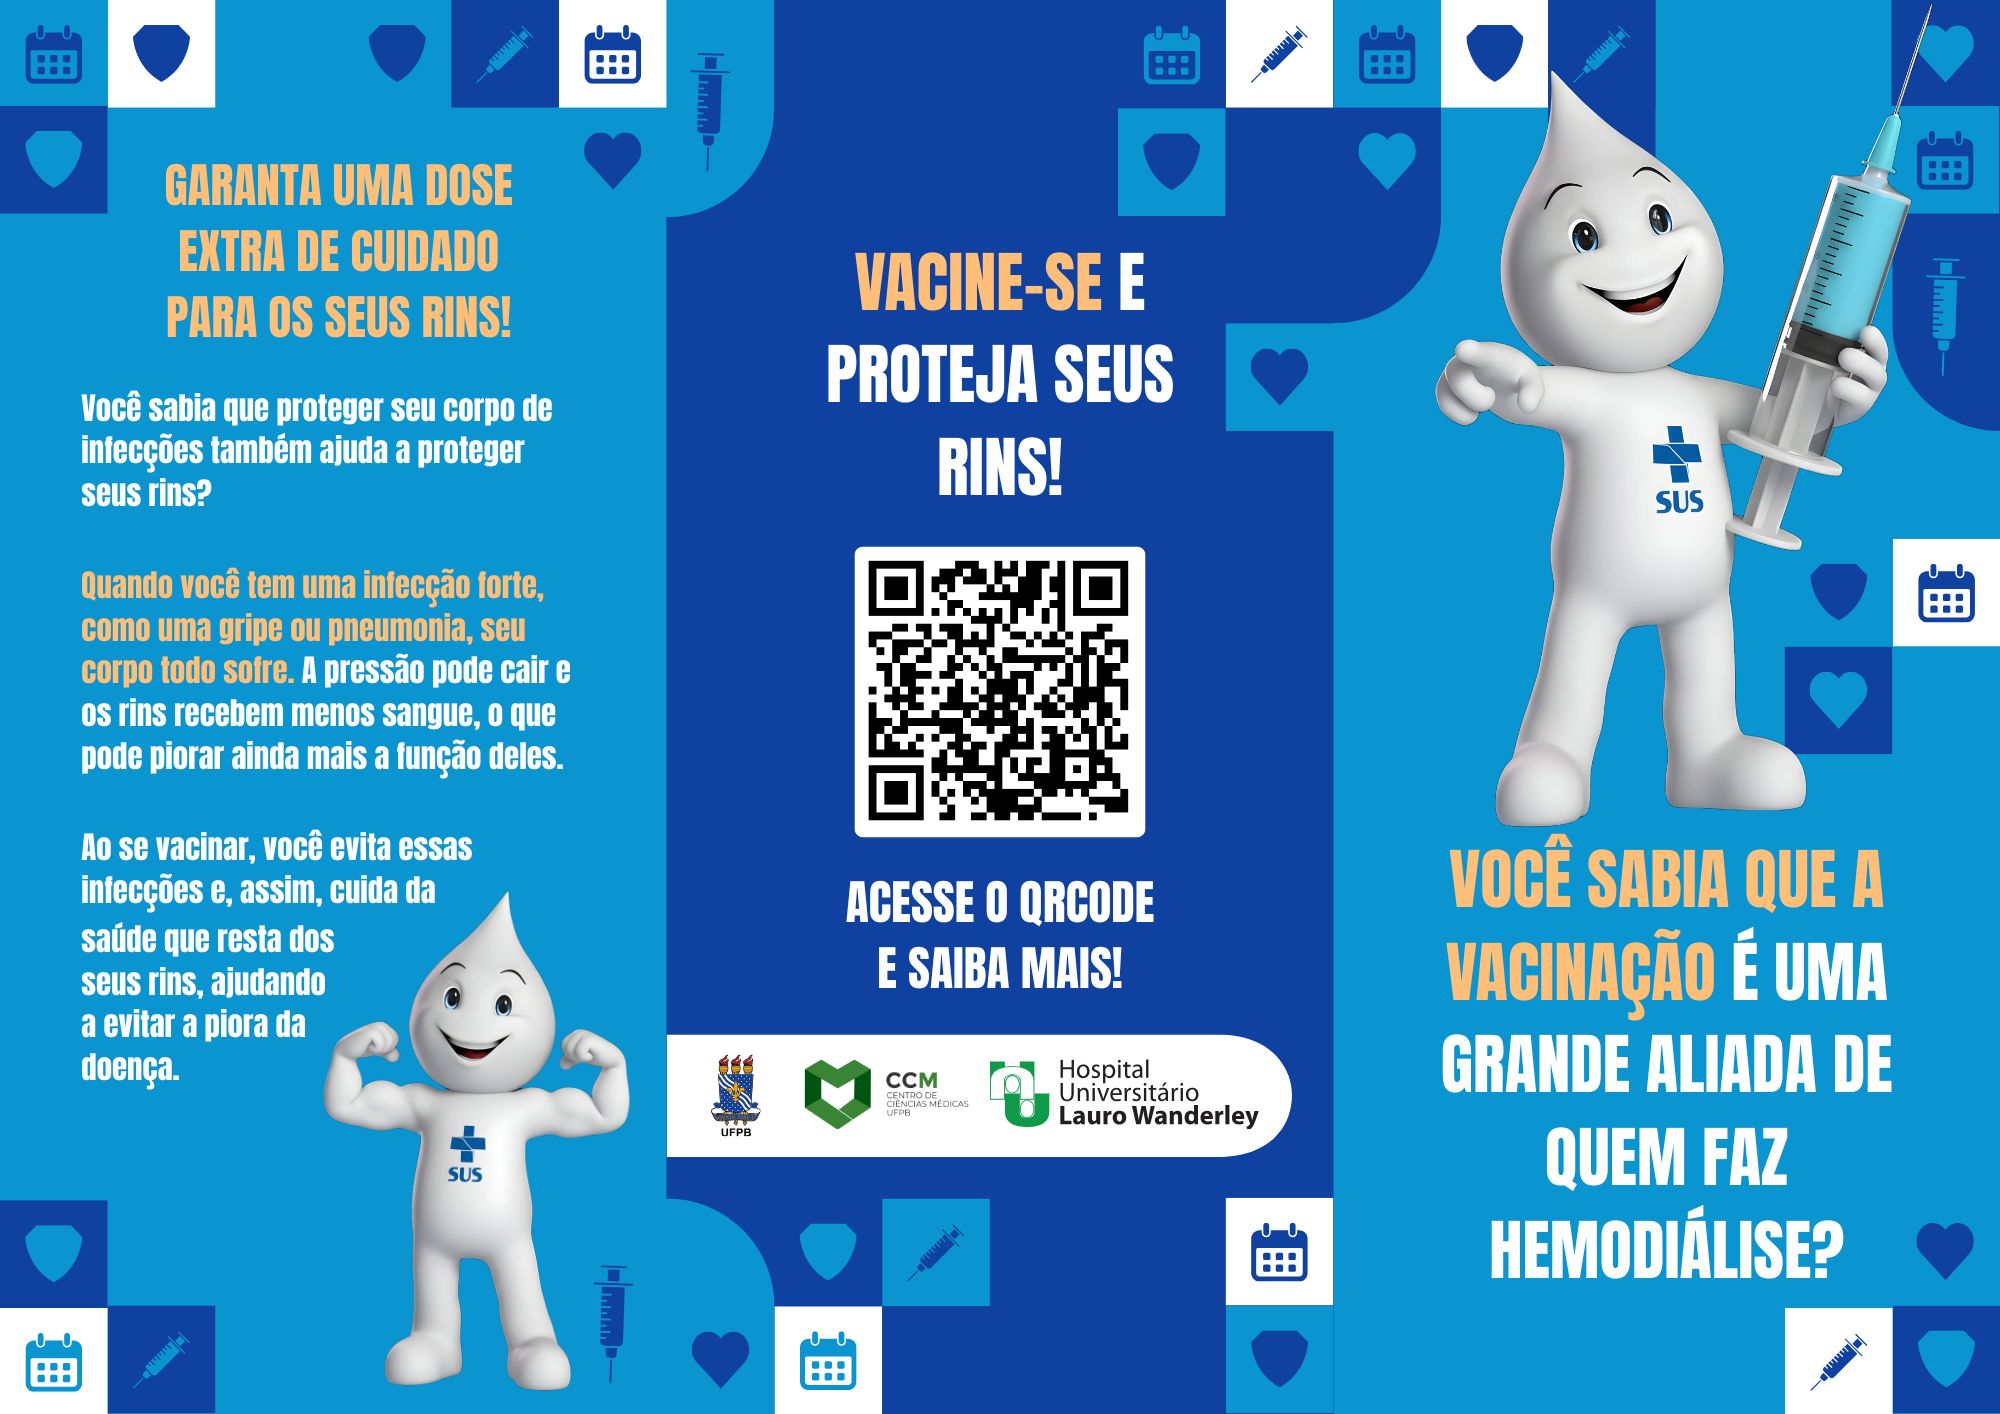 GARANTA UMA DOSE
EXTRA DE CUIDADO
PARA OS SEUS RINS!
Você sabia que proteger seu corpo de
infecções também ajuda a proteger
seus rins?
Quando você tem uma infecção forte,
como uma gripe ou pneumonia, seu
corpo todo sofre. A pressão pode cair e
os rins recebem menos sangue, o que
pode piorar ainda mais a função deles.
Ao se vacinar, você evita essas
infecções e, assim, cuida da
saúde que resta dos
seus rins, ajudando
a evitar a piora da
doença.
SUS
VACINE-SE E
PROTEJA SEUS
RINS!
ACESSE O QRCODE
E SAIBA MAIS!
UFPB
CCM
CENTRO DE
CIÊNCIAS MÉDICAS
UFPB
Hospital
Universitário
Lauro Wanderley
SUS
VOCÊ SABIA QUE A
VACINAÇÃO É UMA
GRANDE ALIADA DE
QUEM FAZ
HEMODIÁLISE?